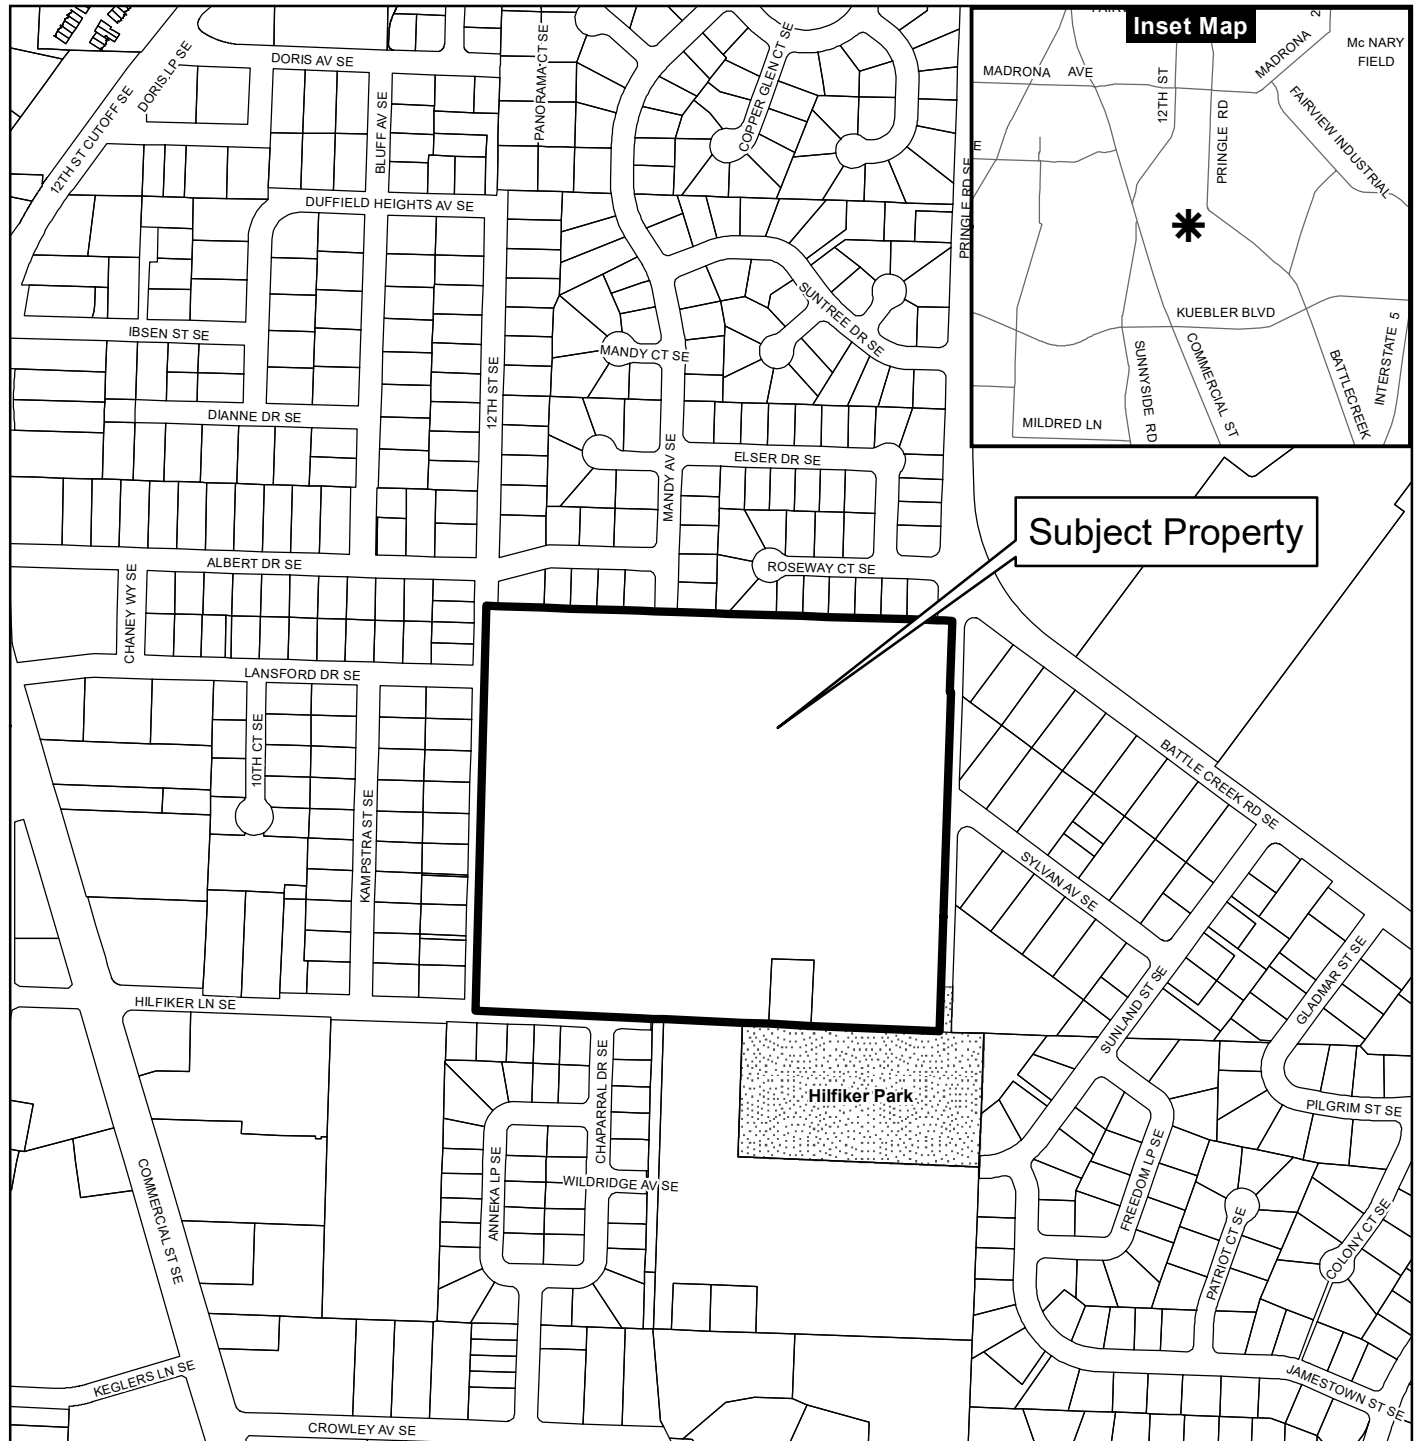 DORIS AV SE
DORIS LP SE
12TH ST CUTOFF SE
BLUFF AV SE
PANORAMA CT SE
COPPER GLEN CT SE
PRINGLE RD SE
DUFFIELD HEIGHTS AV SE
SUNTREE DR SE
IBSEN ST SE
MANDY CT SE
12TH ST SE
DIANNE DR SE
MANDY AV SE
ELSER DR SE
ALBERT DR SE
ROSEWAY CT SE
CHANEY WY SE
LANSFORD DR SE
10TH CT SE
KAMPSTRA ST SE
HILFIKER LN SE
Inset Map
MADRONA AVE
12TH ST
PRINGLE RD
MADRONA
2
Mc NARY
FIELD
FAIRVIEW INDUSTRIAL
E
KUEBLER BLVD
SUNNYSIDE RD
COMMERCIAL ST
BATTLECREEK
INTERSTATE 5
MILDRED LN
Subject Property
BATTLE CREEK RD SE
SYLVAN AV SE
SUNLAND ST SE
GLADMAR ST SE
PILGRIM ST SE
Hilfiker Park
CHAPARRAL DR SE
WILDRIDGE AV SE
ANNEKA LP SE
COMMERCIAL ST SE
FREEDOM LP SE
PATRIOT CT SE
COLONY CT SE
KEGLERS LN SE
JAMESTOWN ST SE
CROWLEY AV SE